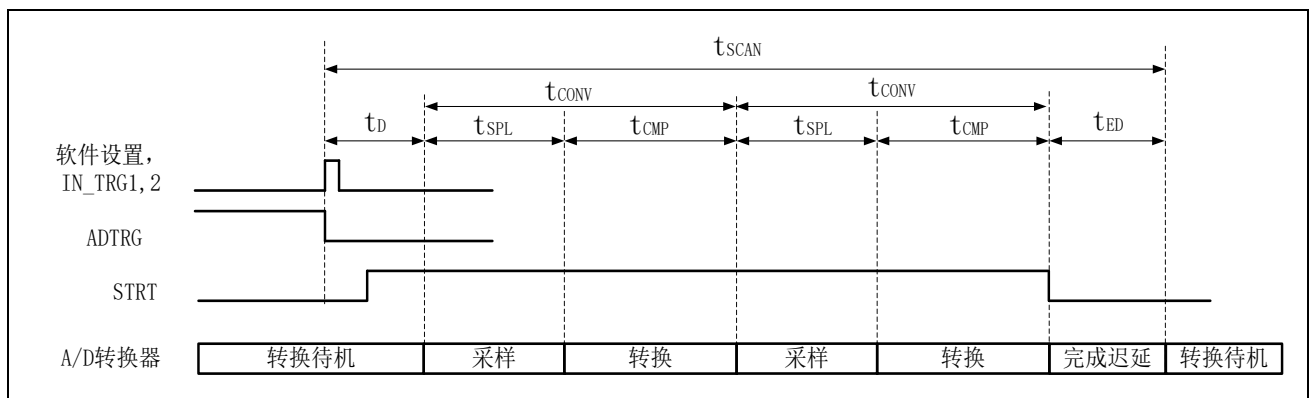 tSCAN
tCONV tCONV
tD tSPL tCMP tSPL tCMP tED
软件设置，
IN_TRG1,2
ADTRG
STRT
A/D转换器 转换待机 采样 转换 采样 转换 完成迟延 转换待机